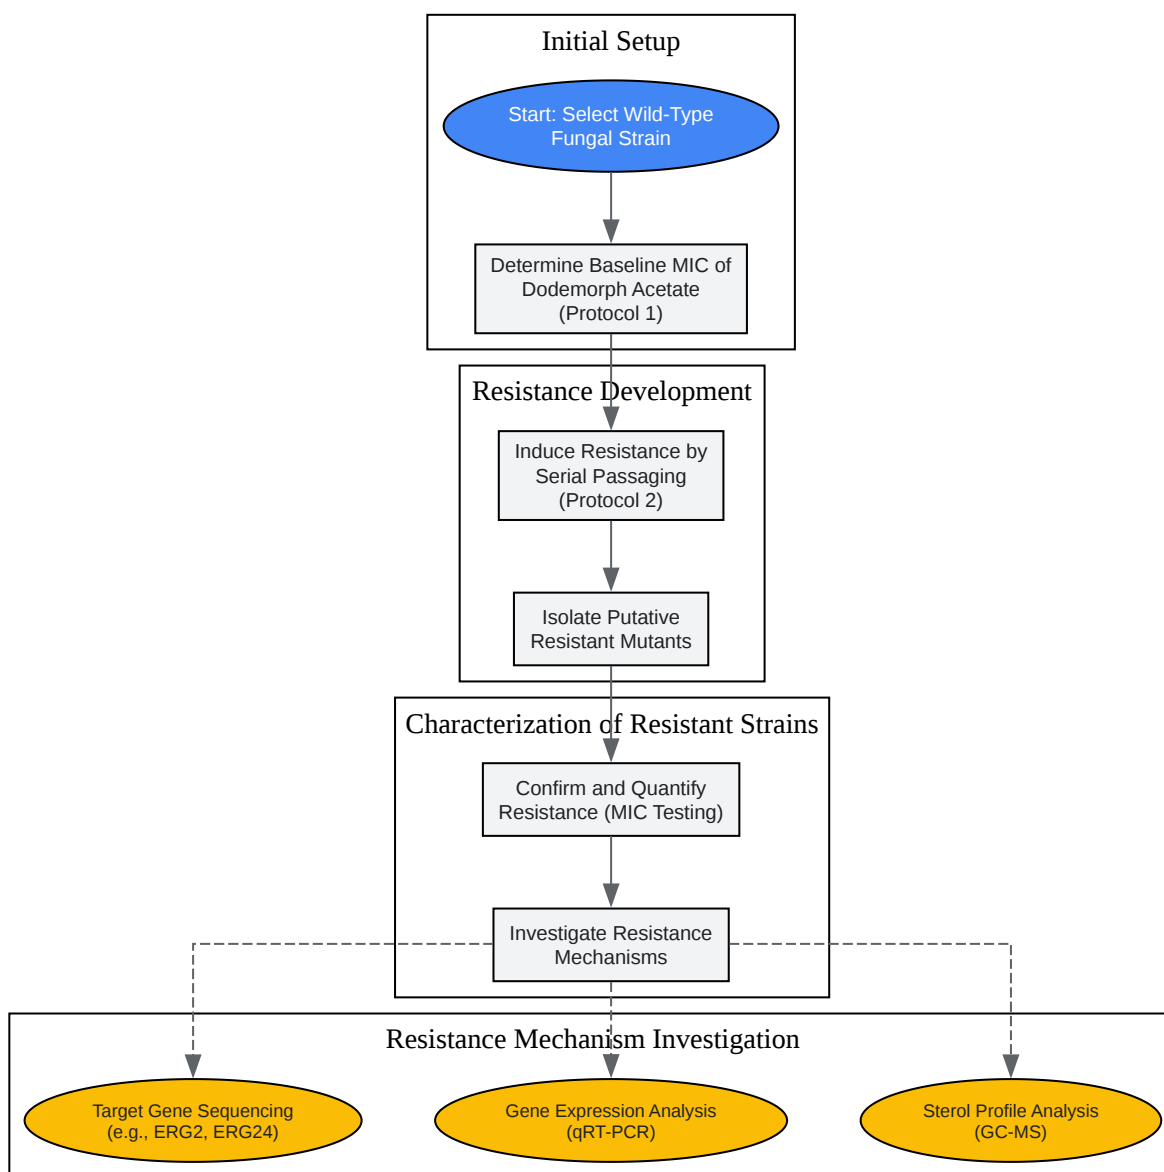 Initial Setup
Start: Select Wild-Type
Fungal Strain
Determine Baseline MIC of
Dodemorph Acetate
(Protocol 1)
Resistance Development
Induce Resistance by
Serial Passaging
(Protocol 2)
Isolate Putative
Resistant Mutants
Characterization of Resistant Strains
Confirm and Quantify
Resistance (MIC Testing)
Investigate Resistance
Mechanisms
Resistance Mechanism Investigation
Target Gene Sequencing
(e.g., ERG2, ERG24)
Gene Expression Analysis
(qRT-PCR)
Sterol Profile Analysis
(GC-MS)